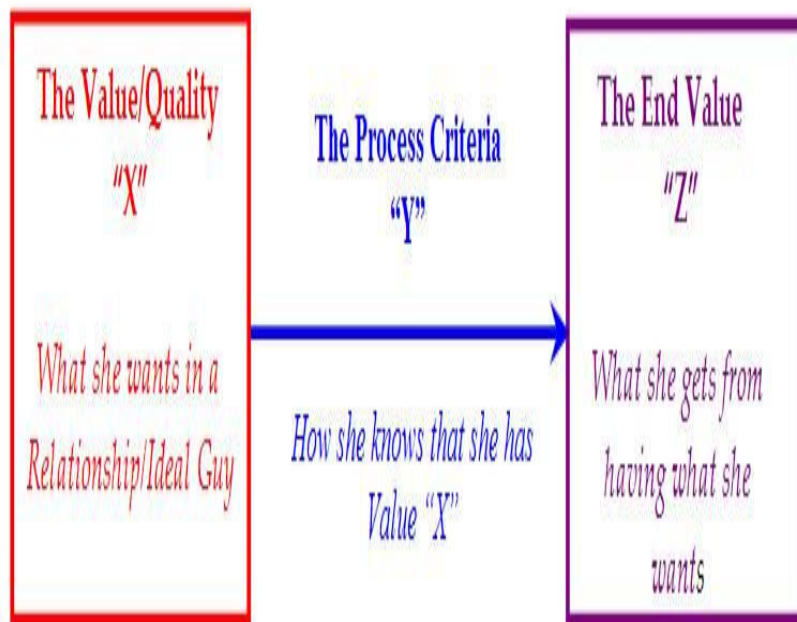 The Value/Quality
“X”
What she wants in a
Relationship/Ideal Guy
The Process Criteria
“Y”
How she knows that she has
Value “X”
The End Value
“Z”
What she gets from
having what she
wants